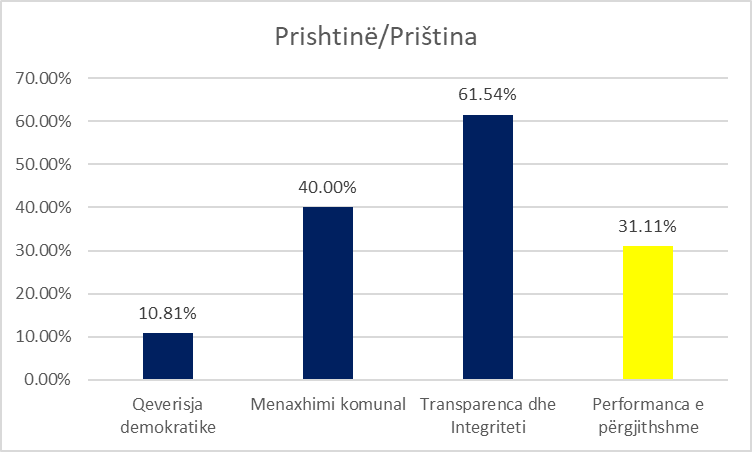 Prishtinë/Priština
70.00%
60.00%
50.00%
40.00%
30.00%
20.00%
10.00%
0.00%
10.81%
40.00%
61.54%
31.11%
Qeverisja
demokratike
Menaxhimi komunal
Transparenca dhe
Integriteti
Performanca e
përgjithshme